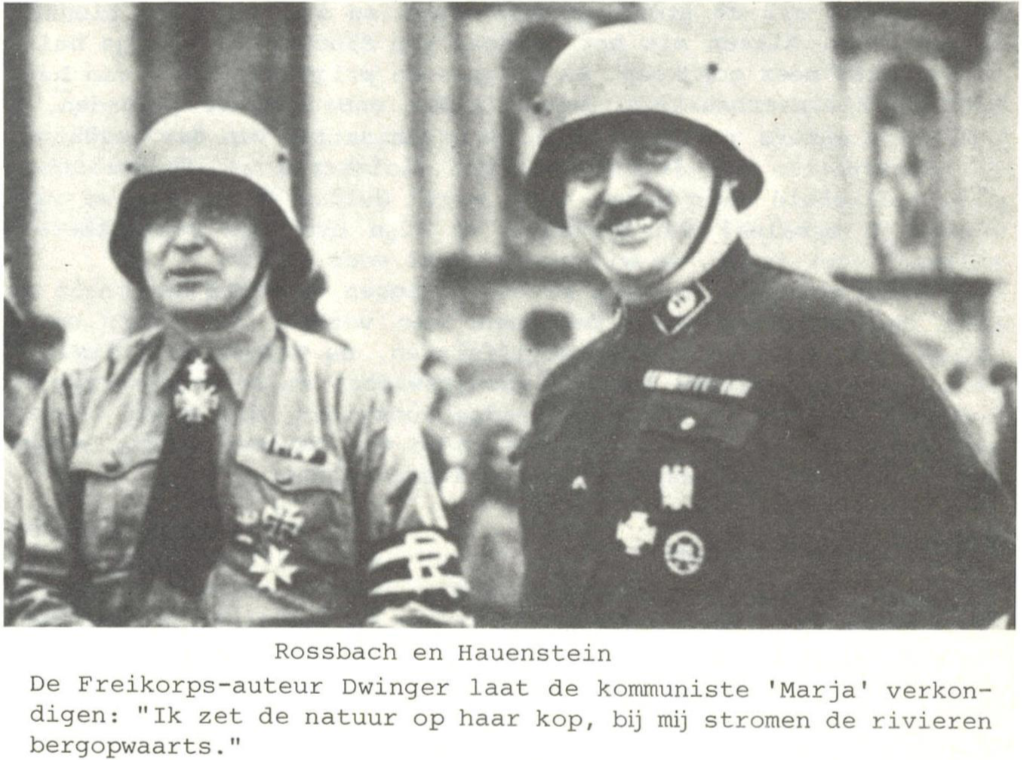 Rossbach en Hauenstein
De Freikorps-auteur Dwinger laat de kommuniste 'Marja' verkon-
digen: "Ik zet de natuur op haar kop, bij mij stromen de rivieren
bergopwaarts."
R